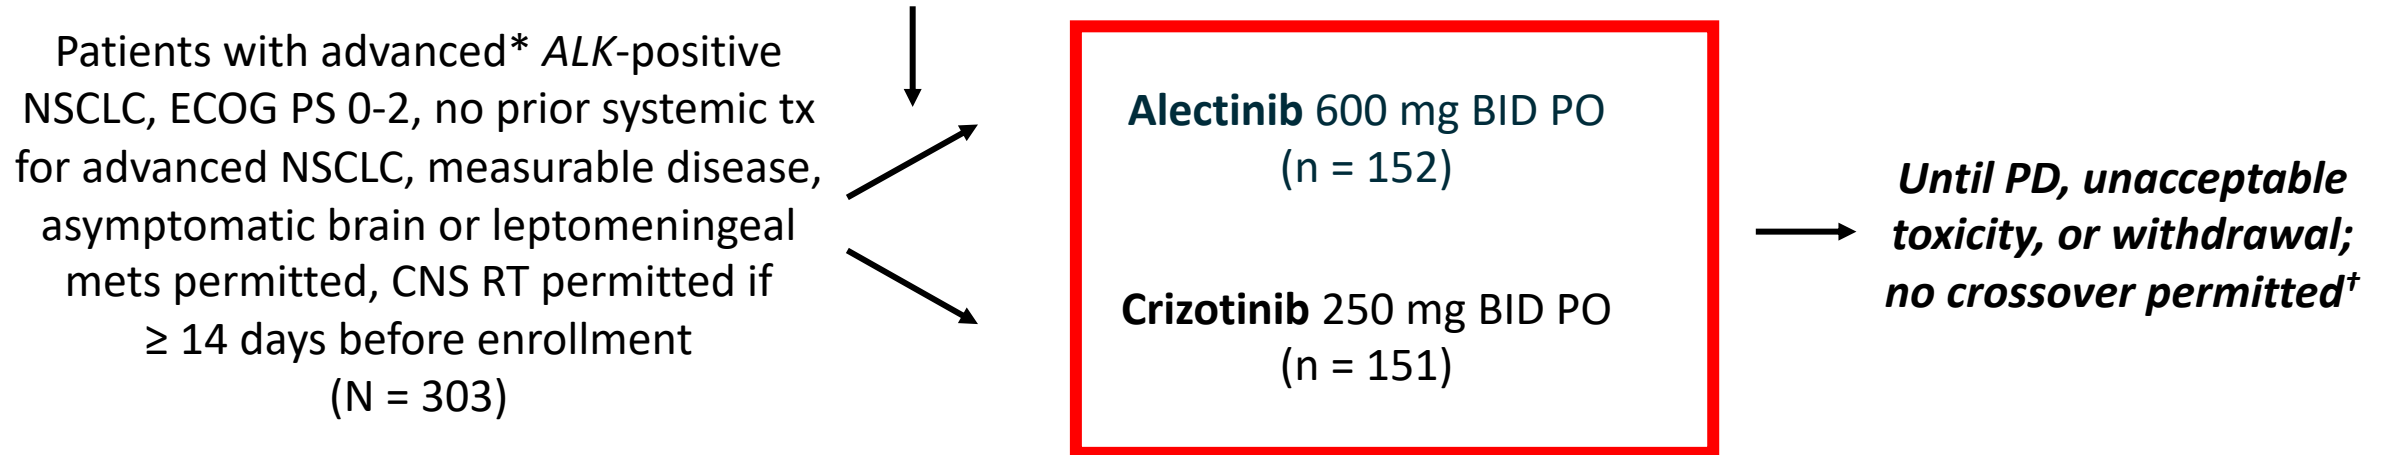 Patients with advanced* ALK-positive
NSCLC, ECOG PS 0-2, no prior systemic tx
for advanced NSCLC, measurable disease,
asymptomatic brain or leptomeningeal
mets permitted, CNS RT permitted if
≥ 14 days before enrollment
(N = 303)
Alectinib 600 mg BID PO
(n = 152)
Crizotinib 250 mg BID PO
(n = 151)
Until PD, unacceptable
toxicity, or withdrawal;
no crossover permitted†